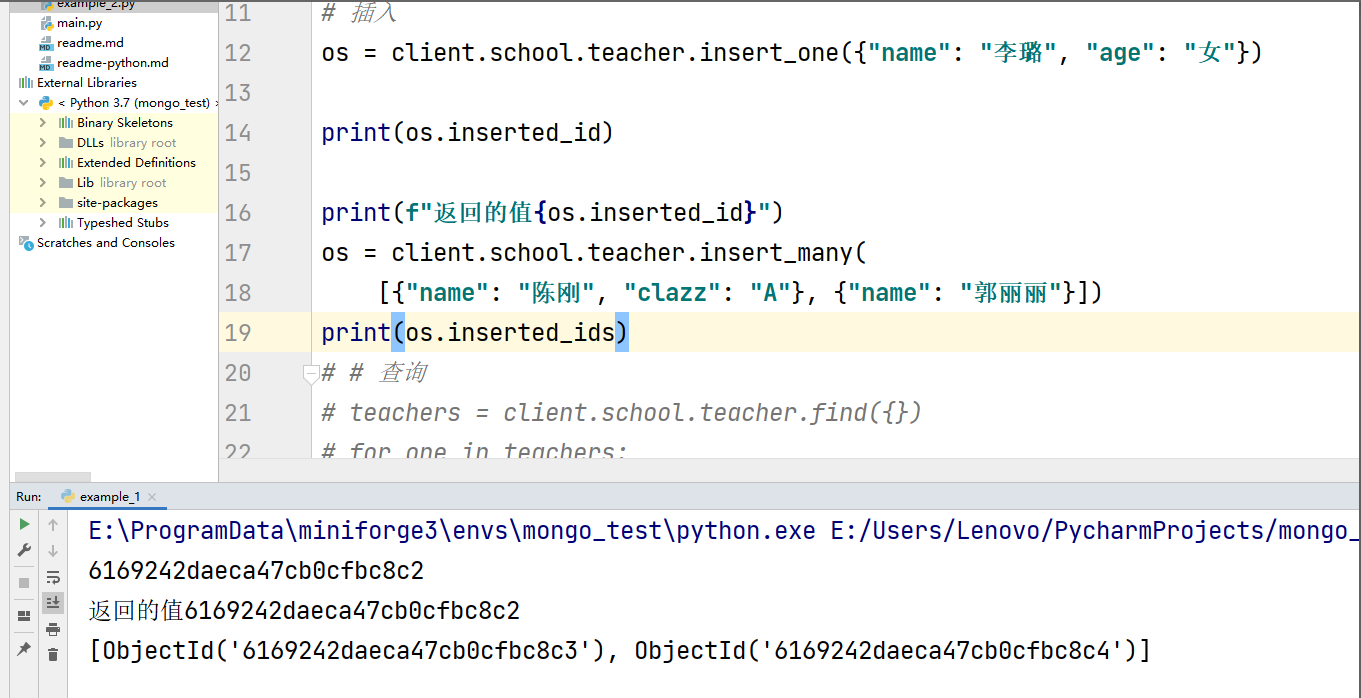 example_2.py
main.py
readme.md
readme-python.md
External Libraries
< Python 3.7 (mongo_test) >
Binary Skeletons
DLLs library root
Extended Definitions
Lib library root
site-packages
Typeshed Stubs
Scratches and Consoles
11 # 插入
12 os = client.school.teacher.insert_one({"name": "李璐", "age": "女"})
13
14 print(os.inserted_id)
15
16 print(f"返回的值{os.inserted_id}")
17 os = client.school.teacher.insert_many(
18 [{"name": "陈刚", "clazz": "A"}, {"name": "郭丽丽"}])
19 print(os.inserted_ids)
20 # # 查询
21 # teachers = client.school.teacher.find({})
22 # for one in teachers:
Run: example_1
E:\ProgramData\miniforge3\envs\mongo_test\python.exe E:/Users/Lenovo/PycharmProjects/mongo_
6169242daeca47cb0cfbc8c2
返回的值6169242daeca47cb0cfbc8c2
[ObjectId('6169242daeca47cb0cfbc8c3'), ObjectId('6169242daeca47cb0cfbc8c4')]